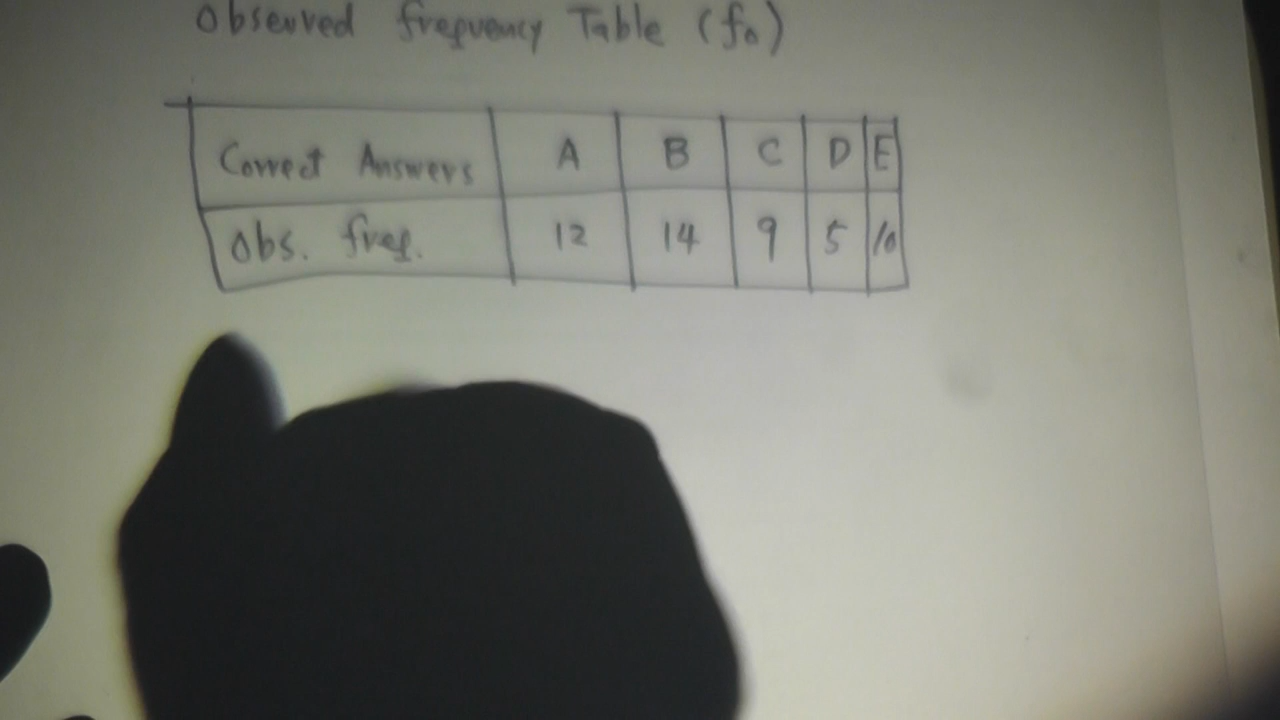 Observed frequency Table (fo)
Correct Answers A B C D E
Obs. freq. 12 14 9 5 10